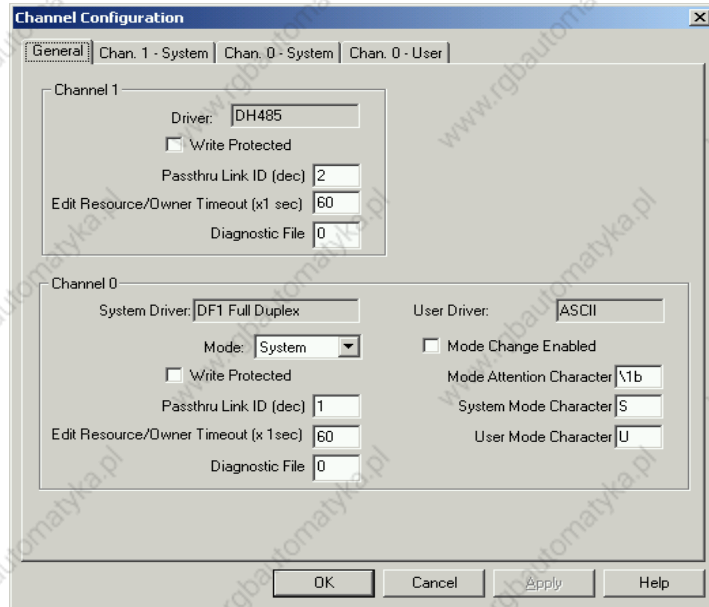 Channel Configuration
General
Chan. 1 - System
Chan. 0 - System
Chan. 0 - User
Channel 1
Driver: DH485
Write Protected
Passthru Link ID (dec) 2
Edit Resource/Owner Timeout (x1 sec) 60
Diagnostic File 0
Channel 0
System Driver: DF1 Full Duplex
Mode: System
Write Protected
Passthru Link ID (dec) 1
Edit Resource/Owner Timeout (x 1sec) 60
Diagnostic File 0
User Driver: ASCII
Mode Change Enabled
Mode Attention Character \1b
System Mode Character S
User Mode Character U
OK
Cancel
Apply
Help
www.rgbautomatyka.pl